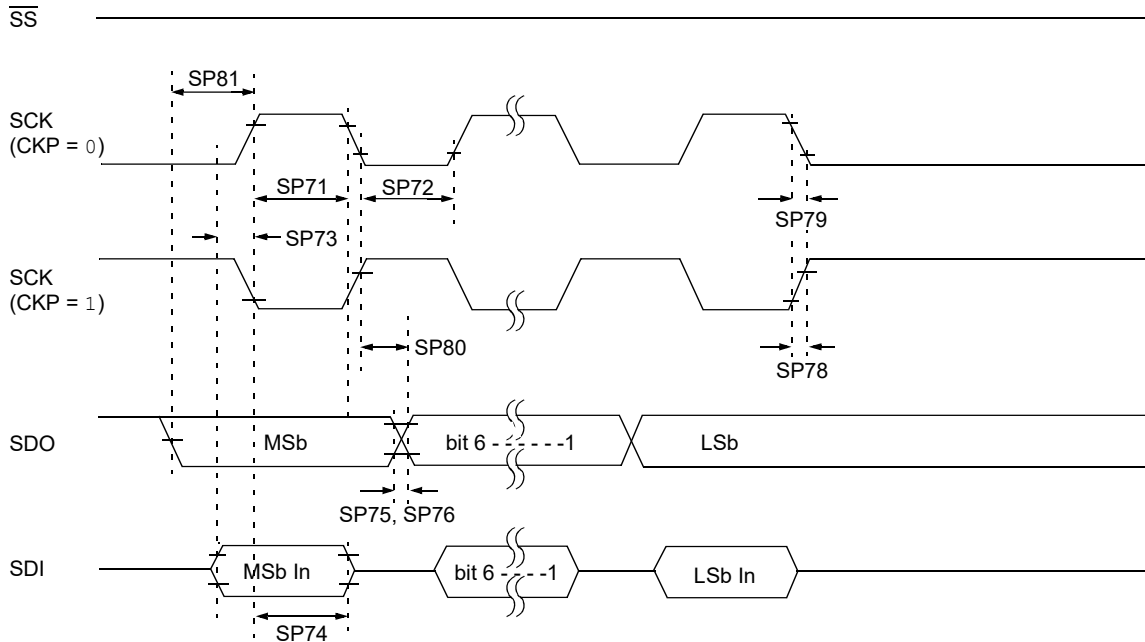 SS
SP81
SCK
(CKP = 0)
SP71
SP72
SP79
SP73
SCK
(CKP = 1)
SP80
SP78
SDO
MSb
bit 6 - - - - - - -1
LSb
SP75, SP76
SDI
MSb In
bit 6 - - - - -1
LSb In
SP74